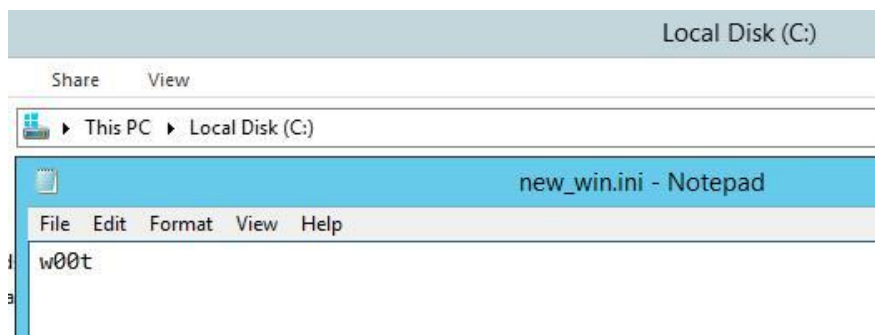 Local Disk (C:)
Share View
This PC Local Disk (C:)
new_win.ini - Notepad
File Edit Format View Help
w00t